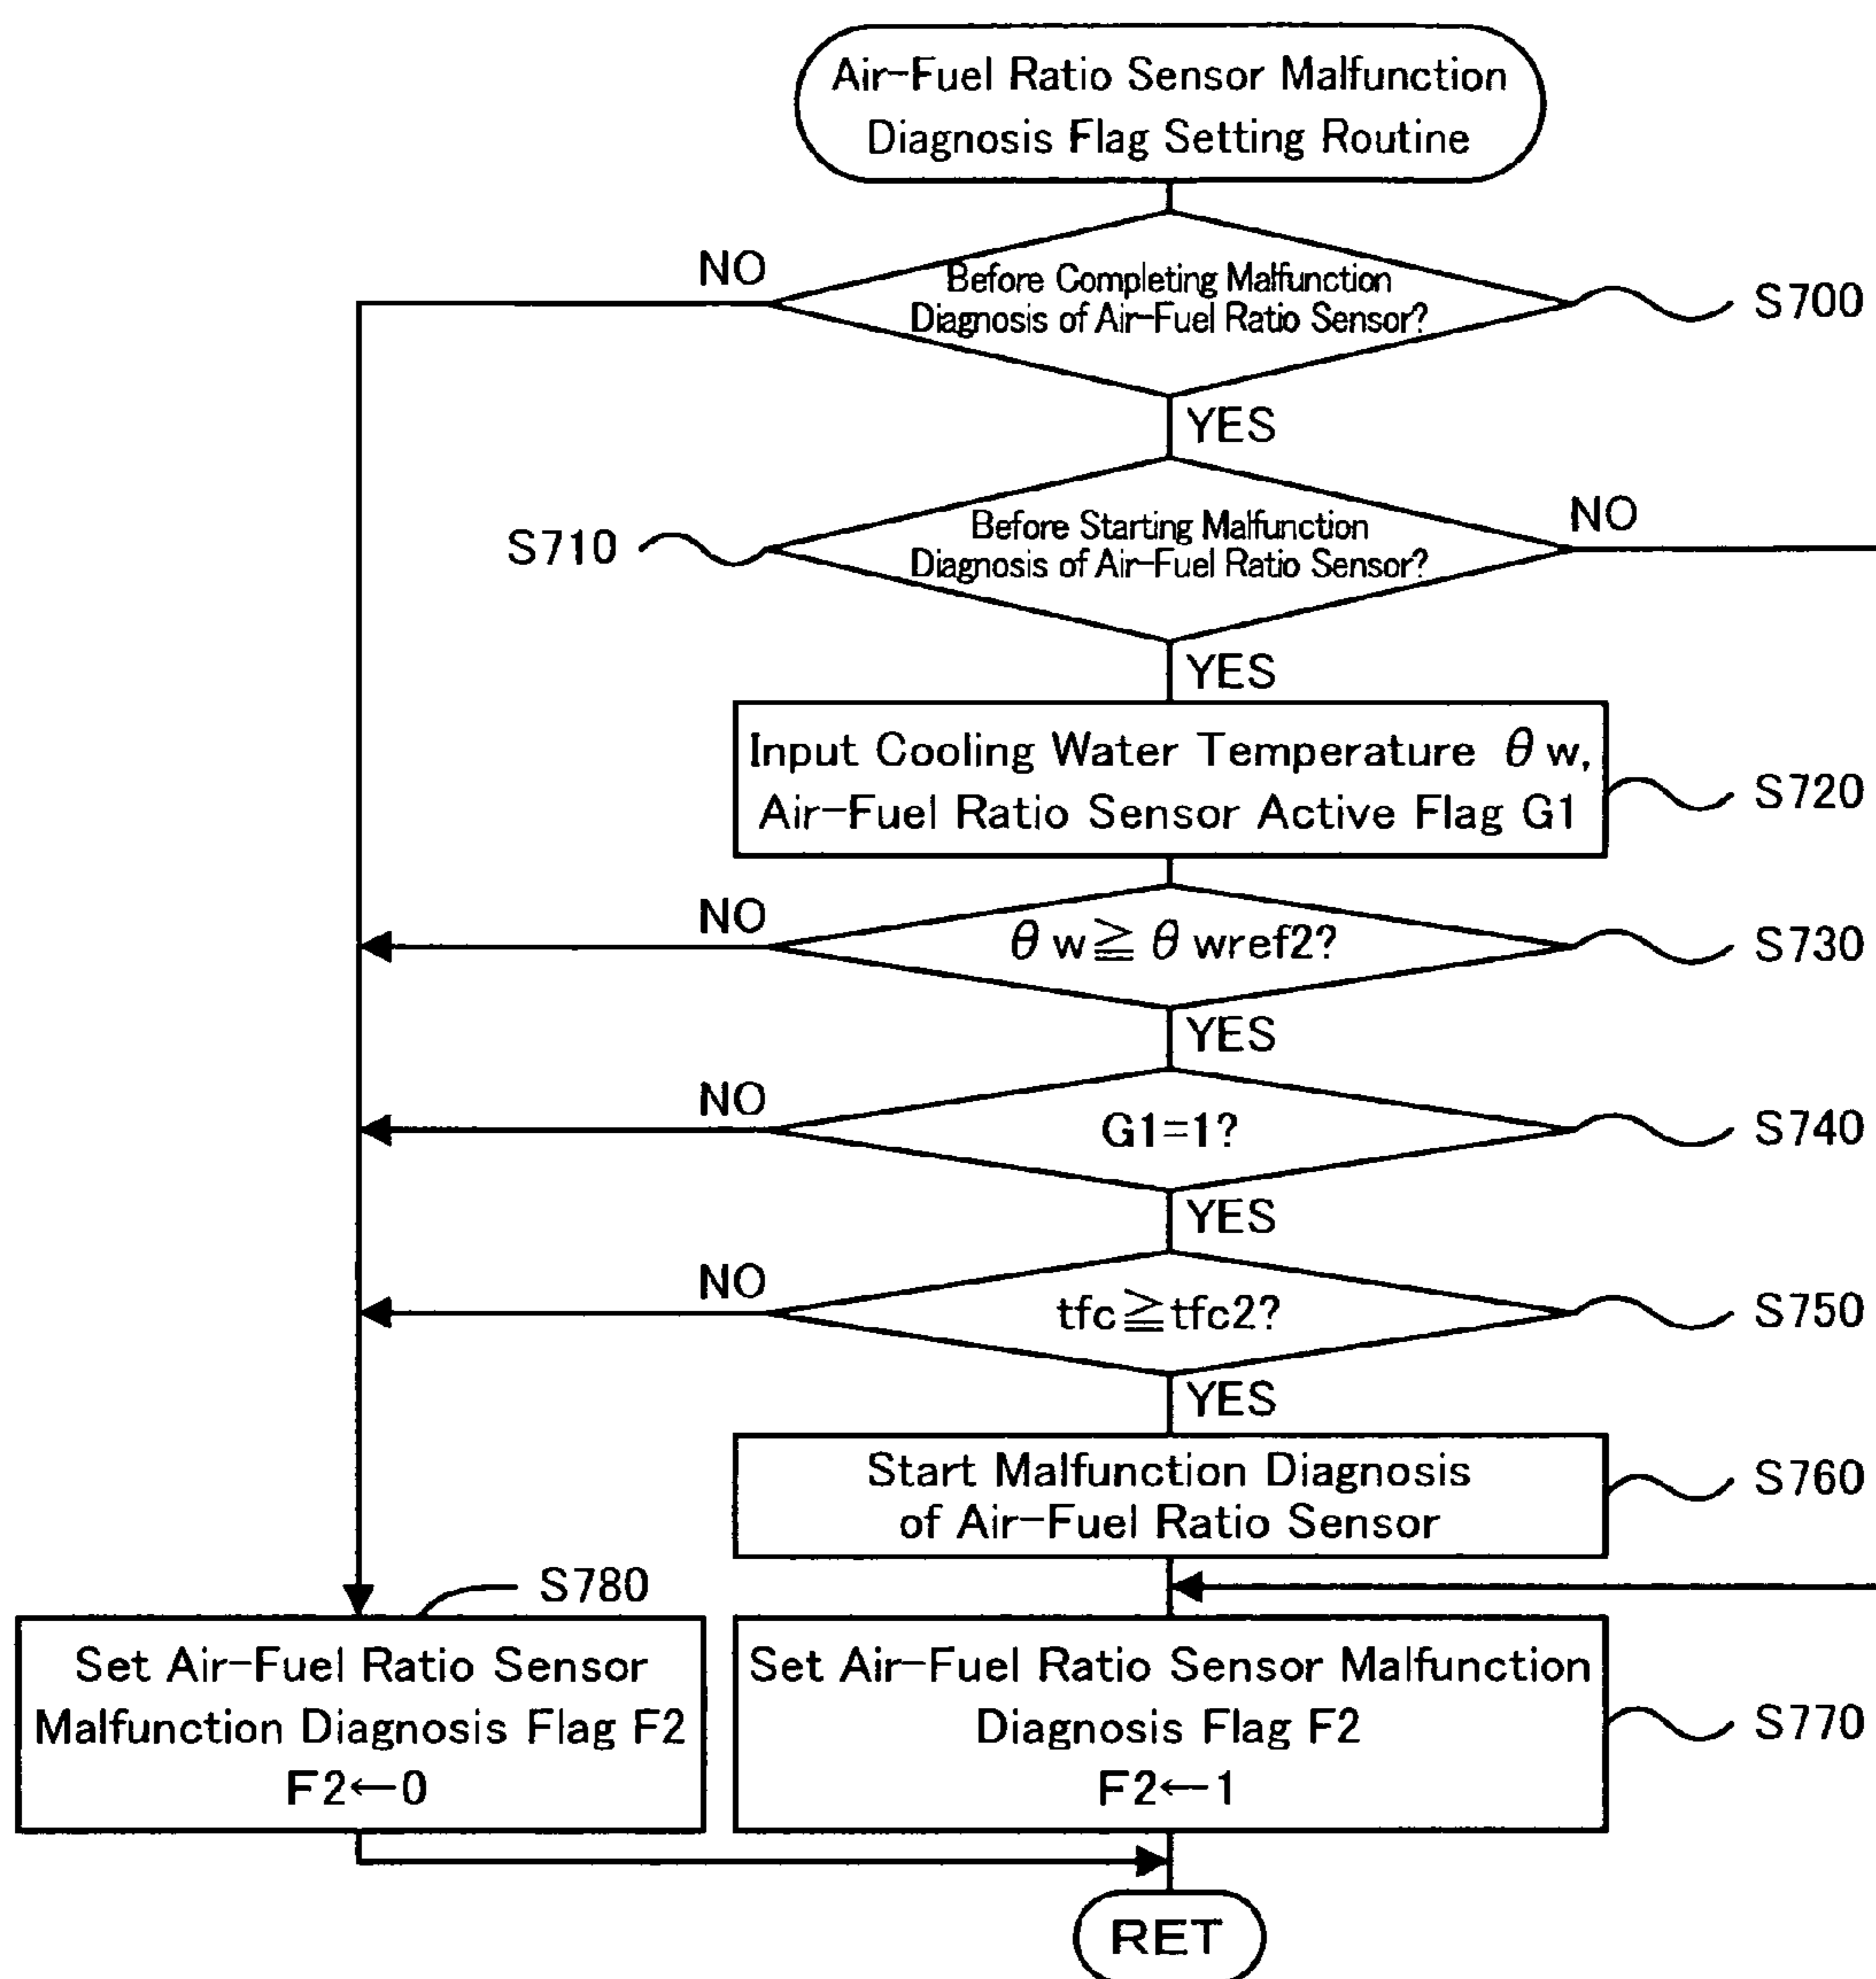 Air-Fuel Ratio Sensor Malfunction
Diagnosis Flag Setting Routine
NO
Before Completing Malfunction
Diagnosis of Air-Fuel Ratio Sensor?
S700
YES
S710
Before Starting Malfunction
Diagnosis of Air-Fuel Ratio Sensor?
NO
YES
Input Cooling Water Temperature θw,
Air-Fuel Ratio Sensor Active Flag G1
S720
NO
θw≧θwref2?
S730
YES
NO
G1=1?
S740
YES
NO
tfc≧tfc2?
S750
YES
Start Malfunction Diagnosis
of Air-Fuel Ratio Sensor
S760
S780
Set Air-Fuel Ratio Sensor
Malfunction Diagnosis Flag F2
F2←0
Set Air-Fuel Ratio Sensor Malfunction
Diagnosis Flag F2
F2←1
S770
RET